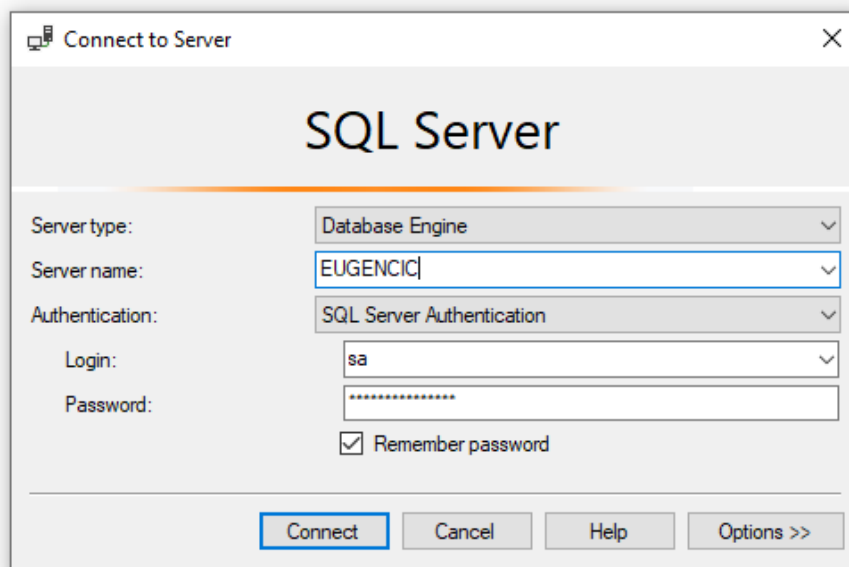 Connect to Server
SQL Server
Server type: Database Engine
Server name: EUGENCIC
Authentication: SQL Server Authentication
Login: sa
Password: ***************
Remember password
Connect Cancel Help Options >>